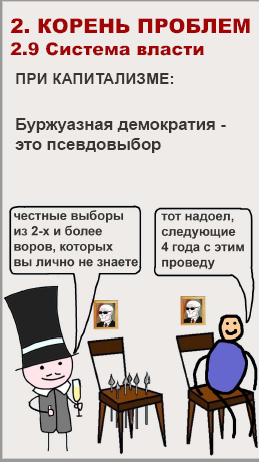 2. КОРЕНЬ ПРОБЛЕМ
2.9 Система власти
ПРИ КАПИТАЛИЗМЕ:
Буржуазная демократия -
это псевдовыбор
честные выборы
из 2-х и более
воров, которых
вы лично не знаете
тот надоел,
следующие
4 года с этим
проведу